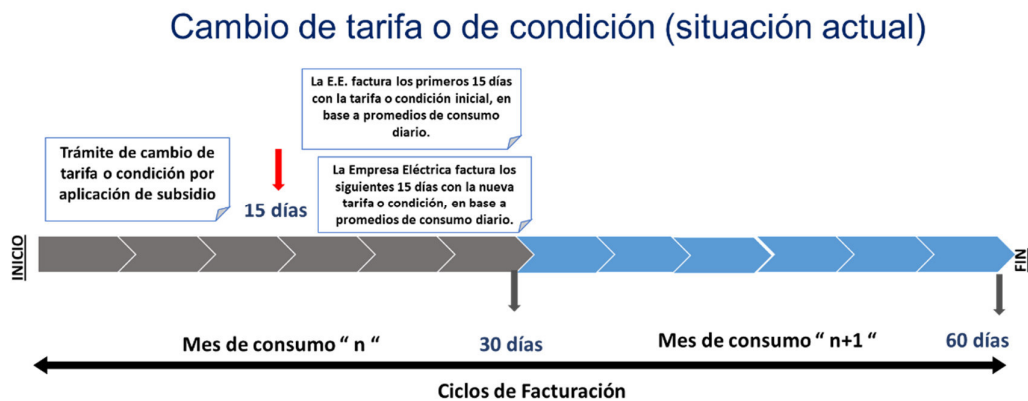 Cambio de tarifa o de condición (situación actual)
La E.E. factura los primeros 15 días
con la tarifa o condición inicial, en
base a promedios de consumo
diario.
Trámite de cambio de
tarifa o condición por
aplicación de subsidio
15 días
La Empresa Eléctrica factura los
siguientes 15 días con la nueva
tarifa o condición, en base a
promedios de consumo diario.
INICIO
FIN
Mes de consumo “ n “
30 días
Mes de consumo “ n+1 “
60 días
Ciclos de Facturación